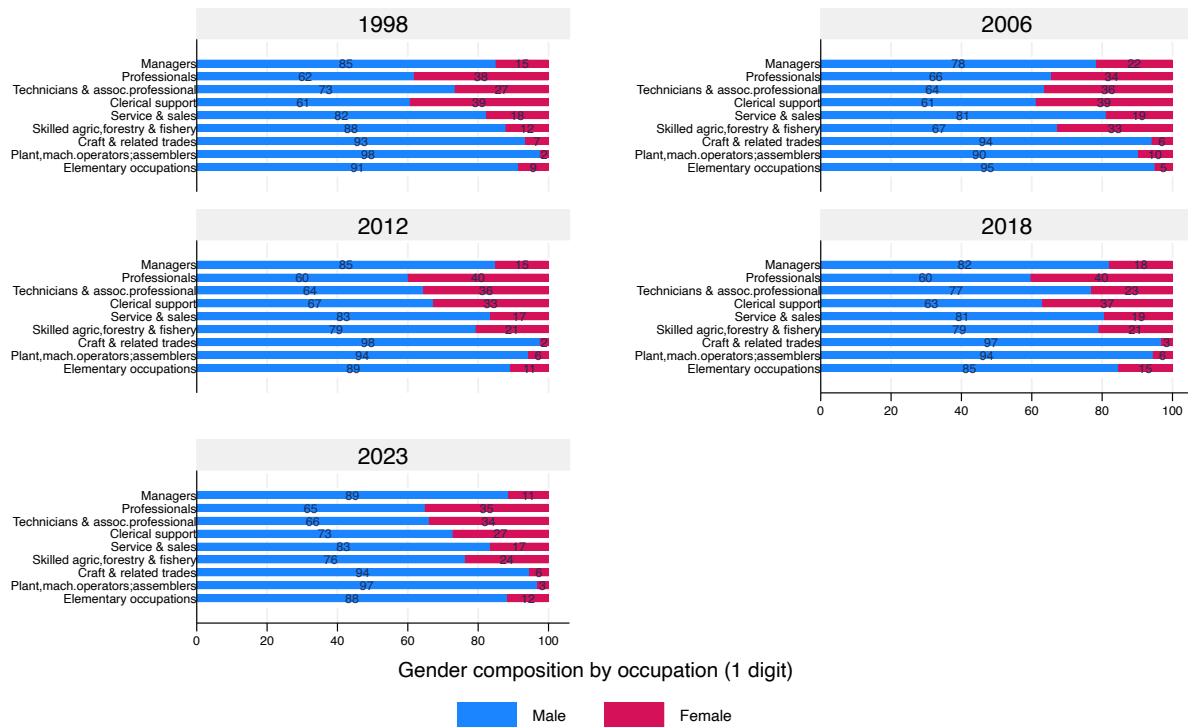 1998
Managers 85 15
Professionals 62 38
Technicians & assoc.professional 73 27
Clerical support 61 39
Service & sales 82 18
Skilled agric,forestry & fishery 88 12
Craft & related trades 93 7
Plant,mach.operators;assemblers 98 2
Elementary occupations 91 9
2006
Managers 78 22
Professionals 66 34
Technicians & assoc.professional 64 36
Clerical support 61 39
Service & sales 81 19
Skilled agric,forestry & fishery 67 33
Craft & related trades 94 6
Plant,mach.operators;assemblers 90 10
Elementary occupations 95 5
2012
Managers 85 15
Professionals 60 40
Technicians & assoc.professional 64 36
Clerical support 67 33
Service & sales 83 17
Skilled agric,forestry & fishery 79 21
Craft & related trades 98 2
Plant,mach.operators;assemblers 94 6
Elementary occupations 89 11
2018
Managers 82 18
Professionals 60 40
Technicians & assoc.professional 77 23
Clerical support 63 37
Service & sales 81 19
Skilled agric,forestry & fishery 79 21
Craft & related trades 97 3
Plant,mach.operators;assemblers 94 6
Elementary occupations 85 15
0 20 40 60 80 100
2023
Managers 89 11
Professionals 65 35
Technicians & assoc.professional 66 34
Clerical support 73 27
Service & sales 83 17
Skilled agric,forestry & fishery 76 24
Craft & related trades 94 6
Plant,mach.operators;assemblers 97 3
Elementary occupations 88 12
0 20 40 60 80 100
Gender composition by occupation (1 digit)
Male Female